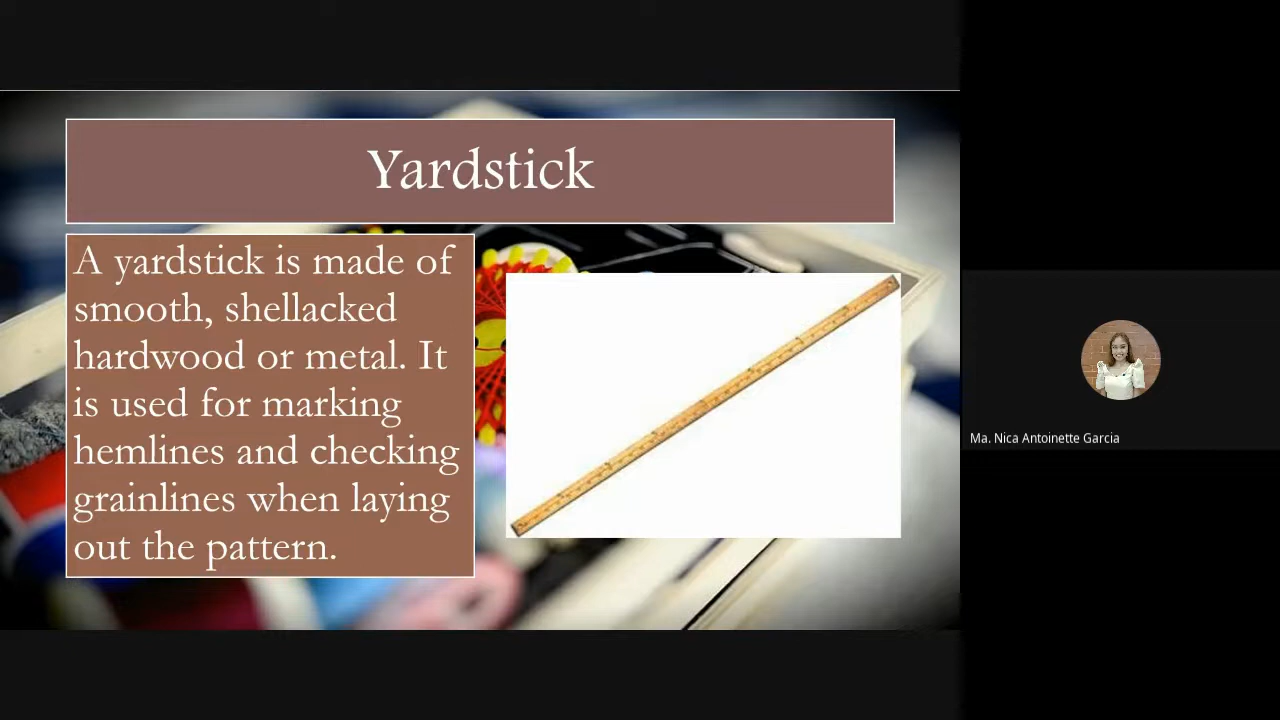 Yardstick
A yardstick is made of
smooth, shellacked
hardwood or metal. It
is used for marking
hemlines and checking
grainlines when laying
out the pattern.
Ma. Nica Antoinette Garcia